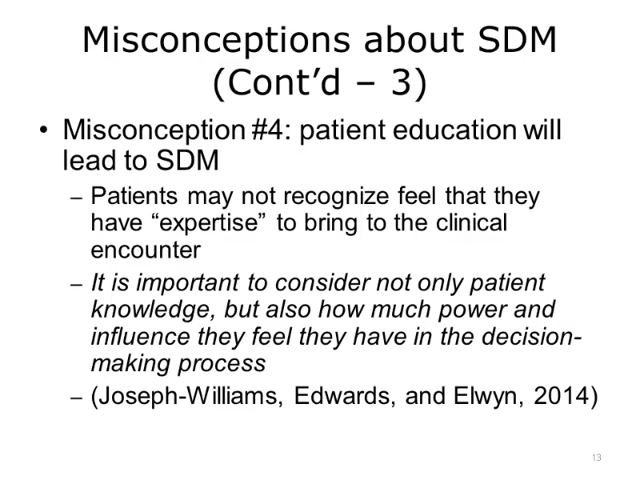 Misconceptions about SDM
(Cont’d – 3)
• Misconception #4: patient education will
lead to SDM
– Patients may not recognize feel that they
have “expertise” to bring to the clinical
encounter
– It is important to consider not only patient
knowledge, but also how much power and
influence they feel they have in the decision-
making process
– (Joseph-Williams, Edwards, and Elwyn, 2014)
13